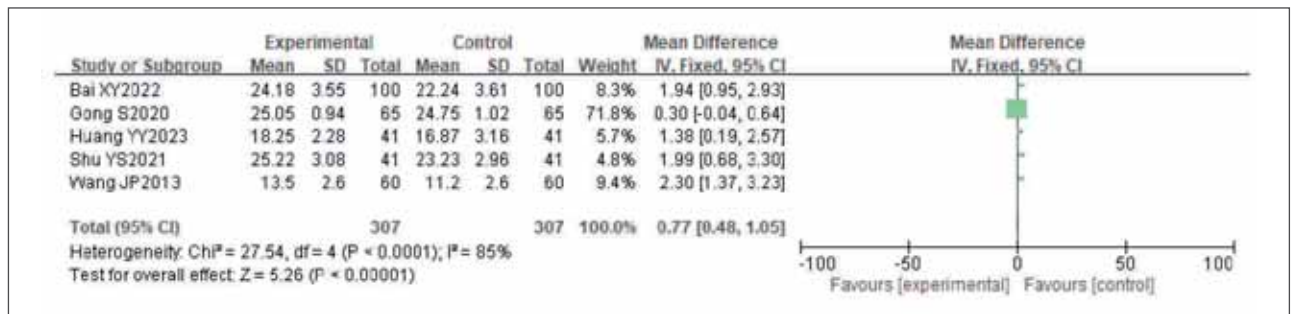 Experimental Control Mean Difference Mean Difference
Study or Subgroup Mean SD Total Mean SD Total Weight IV, Fixed, 95% CI IV, Fixed, 95% CI
Bai XY2022 24.18 3.55 100 22.24 3.61 100 8.3% 1.94 [0.95, 2.93]
Gong S2020 25.05 0.94 65 24.75 1.02 65 71.8% 0.30 [-0.04, 0.64]
Huang YY2023 18.25 2.28 41 16.87 3.16 41 5.7% 1.38 [0.19, 2.57]
Shu YS2021 25.22 3.08 41 23.23 2.96 41 4.8% 1.99 [0.68, 3.30]
Wang JP2013 13.5 2.6 60 11.2 2.6 60 9.4% 2.30 [1.37, 3.23]
Total (95% CI) 307 307 100.0% 0.77 [0.48, 1.05]
Heterogeneity: Chi² = 27.54, df = 4 (P < 0.0001); I² = 85%
Test for overall effect: Z = 5.26 (P < 0.00001)
-100 -50 0 50 100
Favours [experimental] Favours [control]